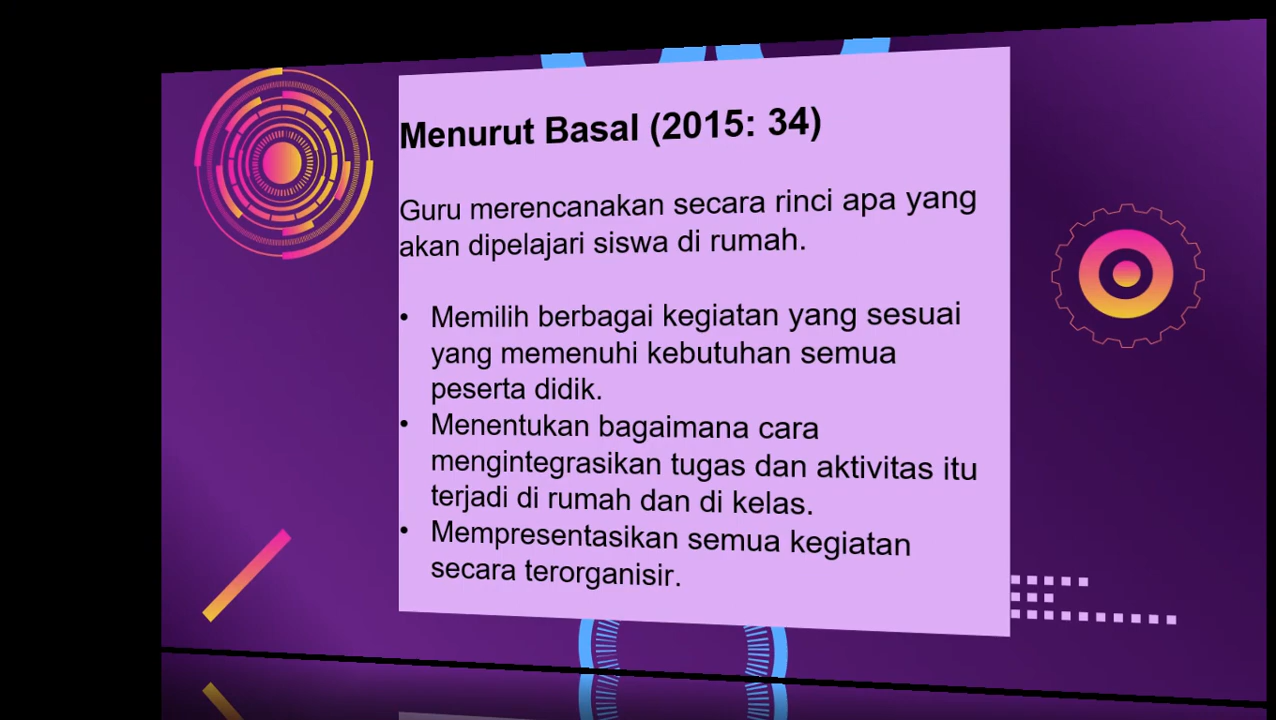 Menurut Basal (2015: 34)
Guru merencanakan secara rinci apa yang
akan dipelajari siswa di rumah.
• Memilih berbagai kegiatan yang sesuai
yang memenuhi kebutuhan semua
peserta didik.
• Menentukan bagaimana cara
mengintegrasikan tugas dan aktivitas itu
terjadi di rumah dan di kelas.
• Mempresentasikan semua kegiatan
secara terorganisir.